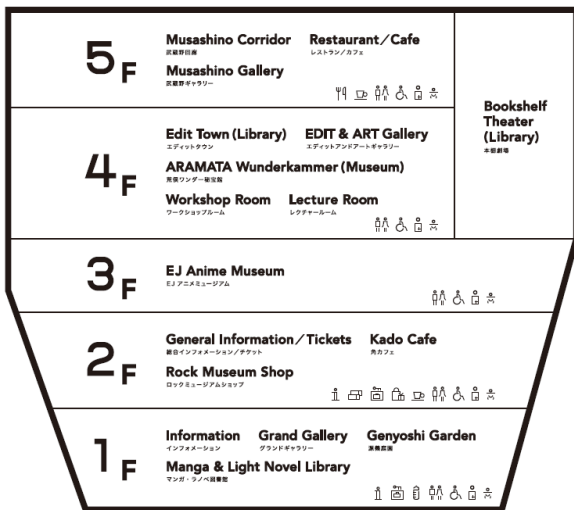 5F
Musashino Corridor Restaurant/Cafe
武蔵野回廊 レストラン/カフェ
Musashino Gallery
武蔵野ギャラリー
Bookshelf
Theater
(Library)
本棚劇場
4F
Edit Town (Library) EDIT & ART Gallery
エディットタウン エディットアンドアートギャラリー
ARAMATA Wunderkammer (Museum)
荒俣ワンダー秘宝館
Workshop Room Lecture Room
ワークショップルーム レクチャールーム
3F
EJ Anime Museum
EJ アニメミュージアム
2F
General Information/Tickets Kado Cafe
総合インフォメーション/チケット 角カフェ
Rock Museum Shop
ロックミュージアムショップ
1F
Information Grand Gallery Genyoshi Garden
インフォメーション グランドギャラリー
Manga & Light Novel Library
マンガ・ラノベ図書館